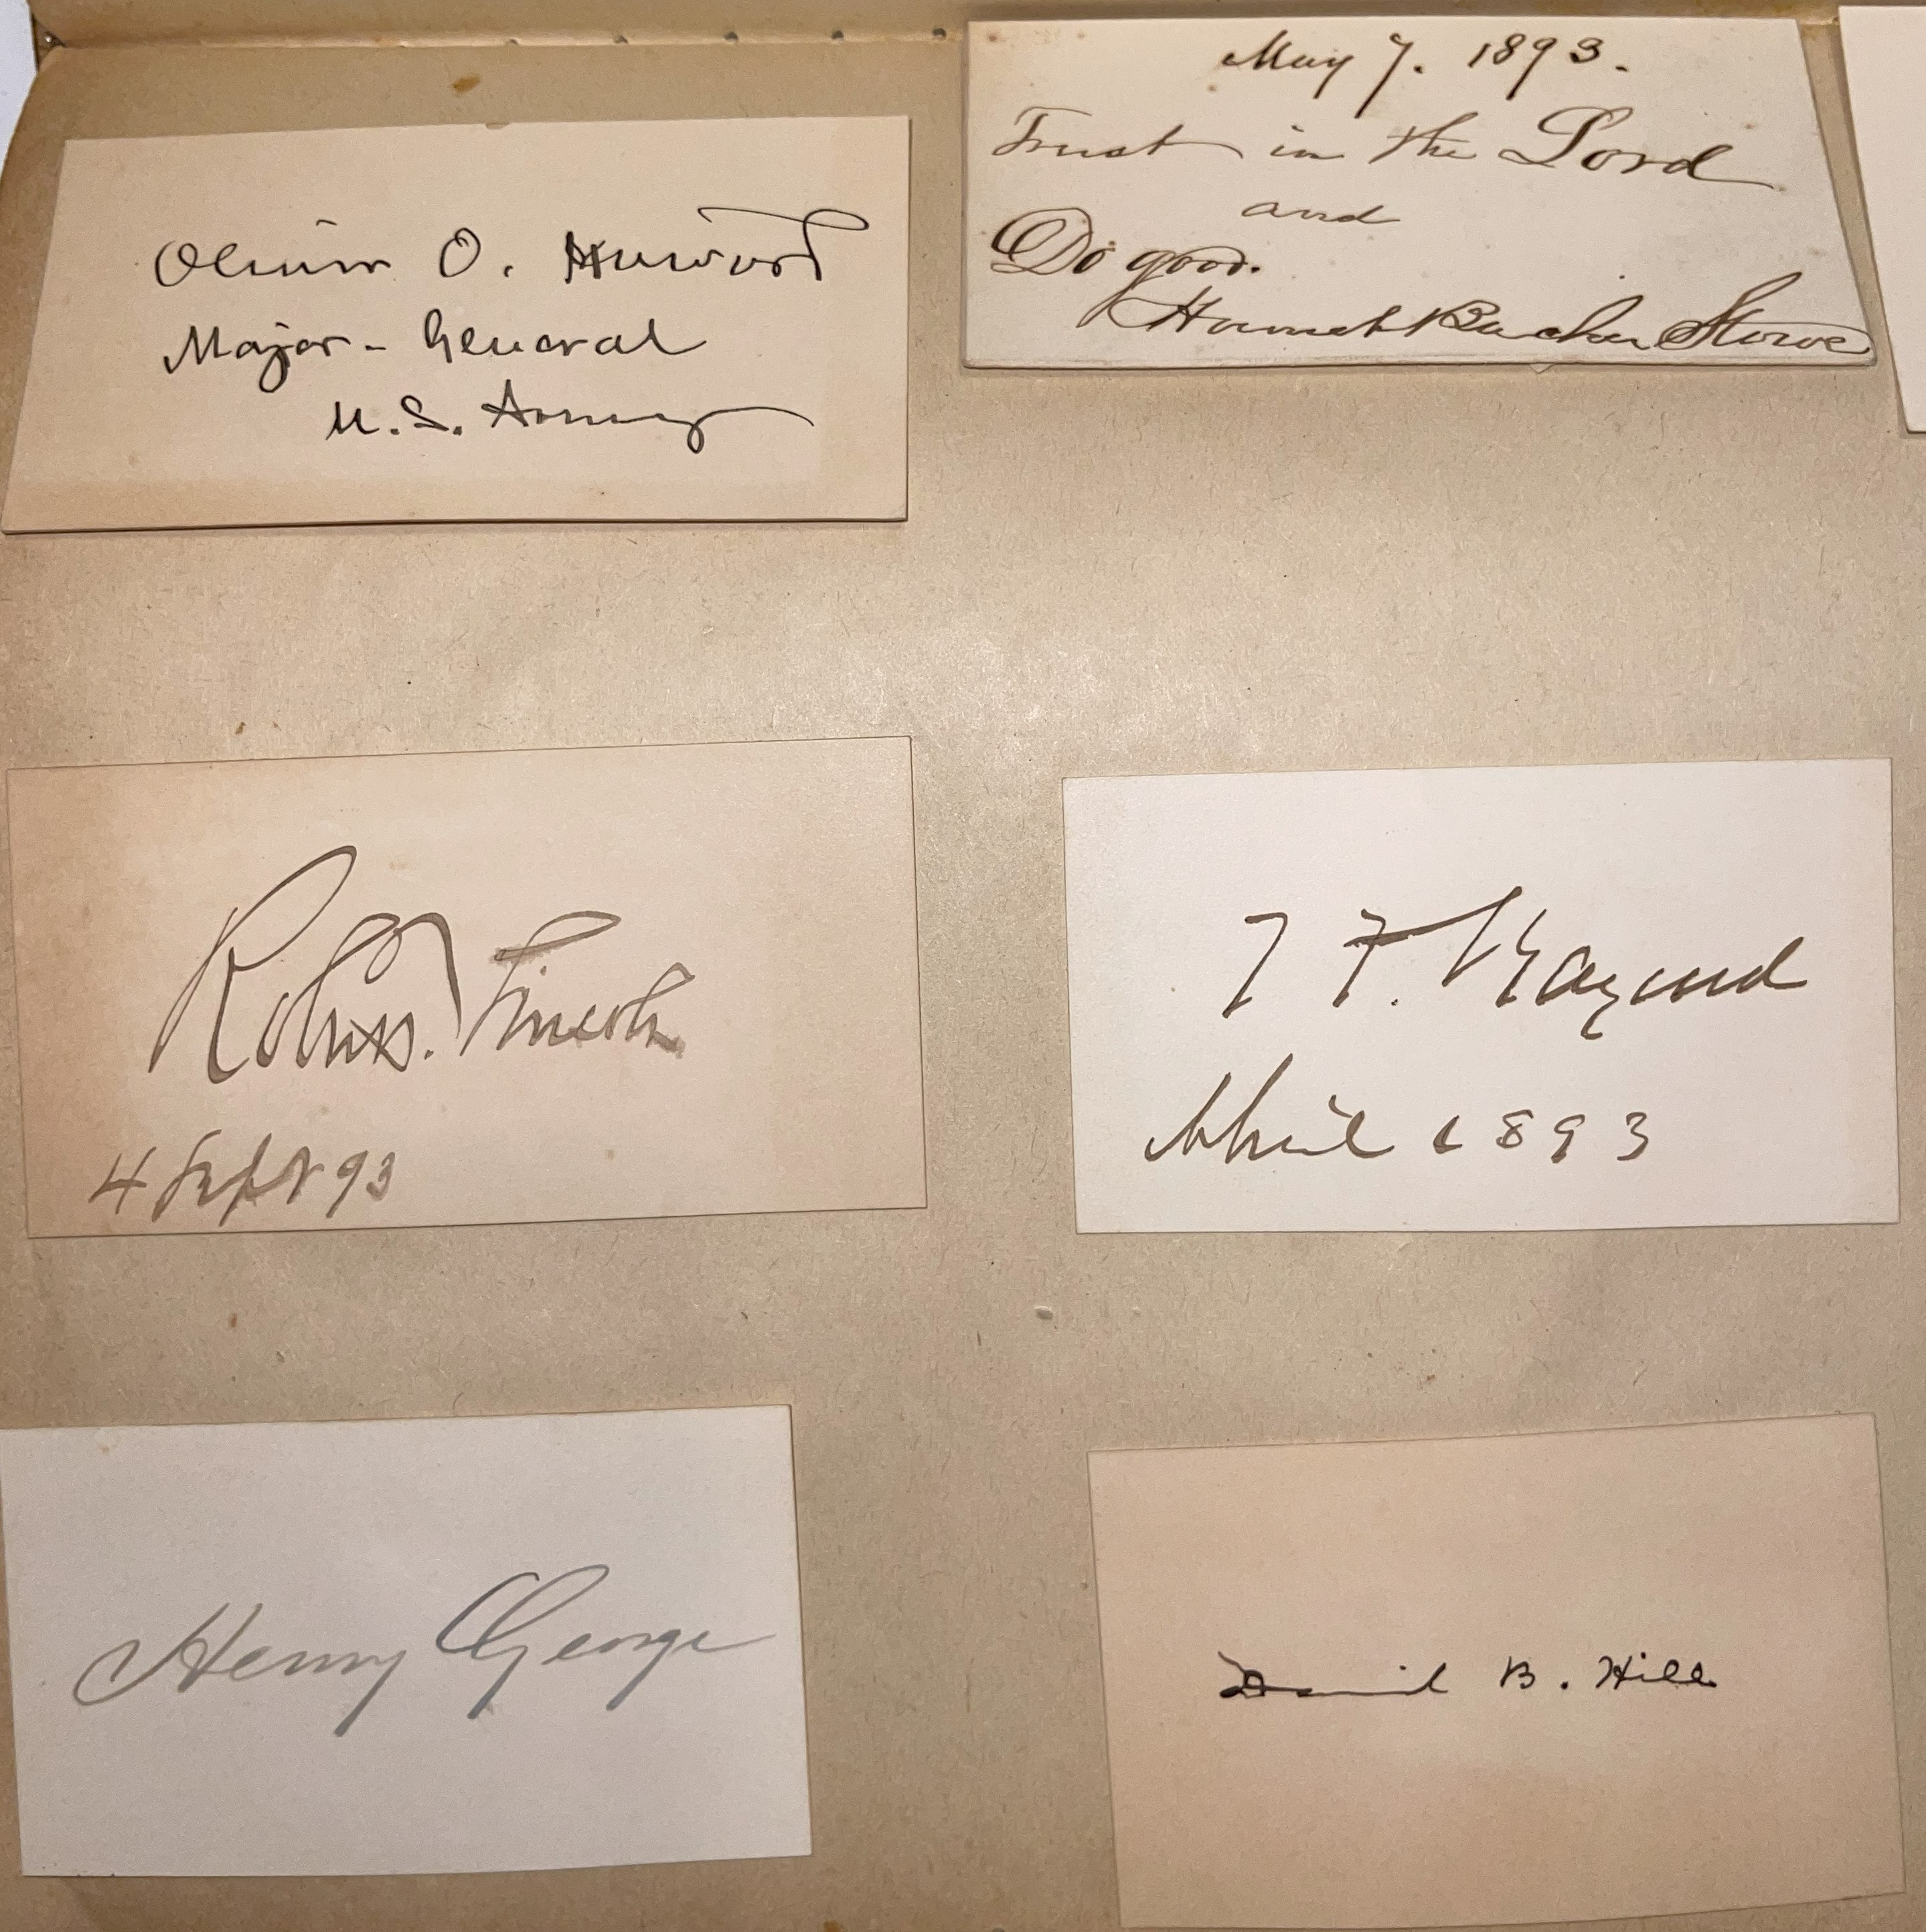 Oliver O. Howard
Major-General
U.S. Army
May 7. 1893.
Trust in the Lord
and
Do good.
Harriet Beecher Stowe
Robt T. Lincoln
4 Sept 93
T F. Bayard
April 1893
Henry George
David B. Hill